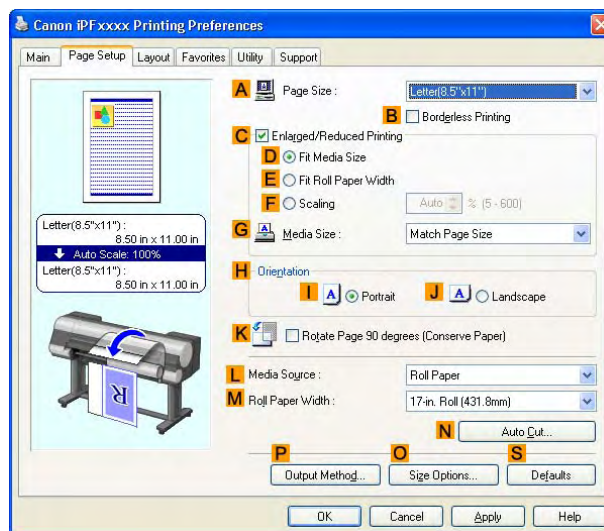 Canon iPFxxxx Printing Preferences
Main Page Setup Layout Favorites Utility Support
A Page Size : Letter(8.5"x11")
B Borderless Printing
C Enlarged/Reduced Printing
D Fit Media Size
E Fit Roll Paper Width
F Scaling Auto % (5 - 600)
Letter(8.5"x11") :
8.50 in x 11.00 in
Auto Scale: 100%
Letter(8.5"x11") :
8.50 in x 11.00 in
G Media Size : Match Page Size
H Orientation
I A Portrait J A Landscape
K Rotate Page 90 degrees (Conserve Paper)
R
L Media Source : Roll Paper
M Roll Paper Width : 17-in. Roll (431.8mm)
N Auto Cut...
P O S
Output Method... Size Options... Defaults
OK Cancel Apply Help